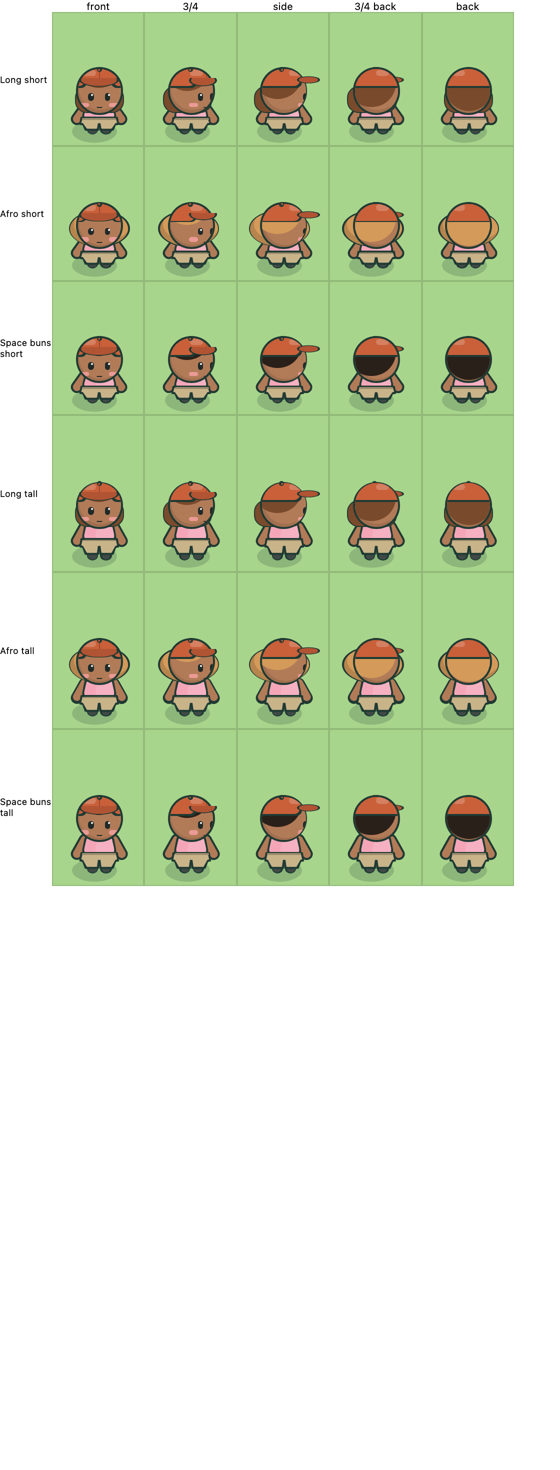 front 3/4 side 3/4 back back
Long short
Afro short
Space buns
short
Long tall
Afro tall
Space buns
tall